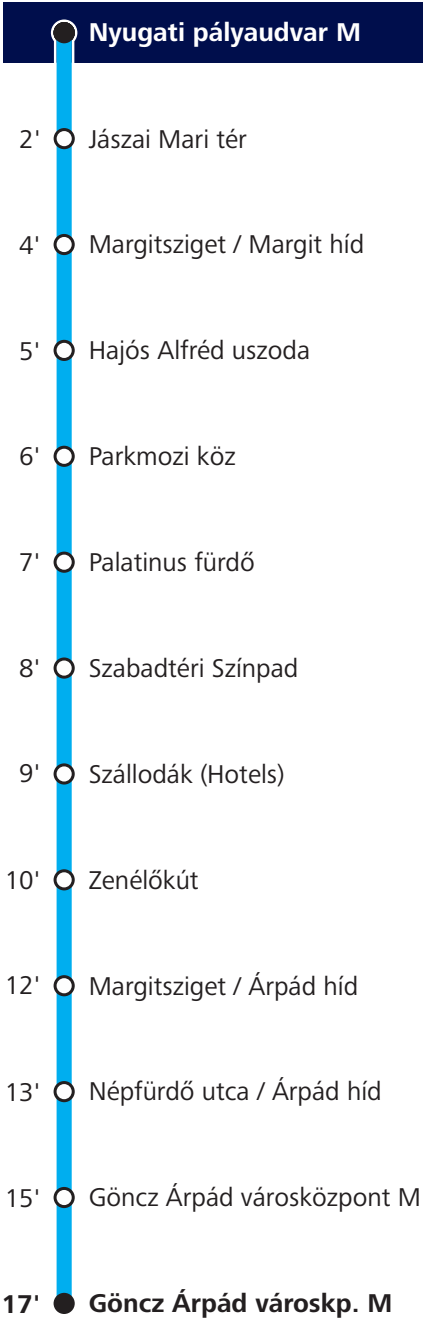 Nyugati pályaudvar M
2' Jászai Mari tér
4' Margitsziget / Margit híd
5' Hajós Alfréd uszoda
6' Parkmozi köz
7' Palatinus fürdő
8' Szabadtéri Színpad
9' Szállodák (Hotels)
10' Zenélőkút
12' Margitsziget / Árpád híd
13' Népfürdő utca / Árpád híd
15' Göncz Árpád városközpont M
17' Göncz Árpád városkp. M